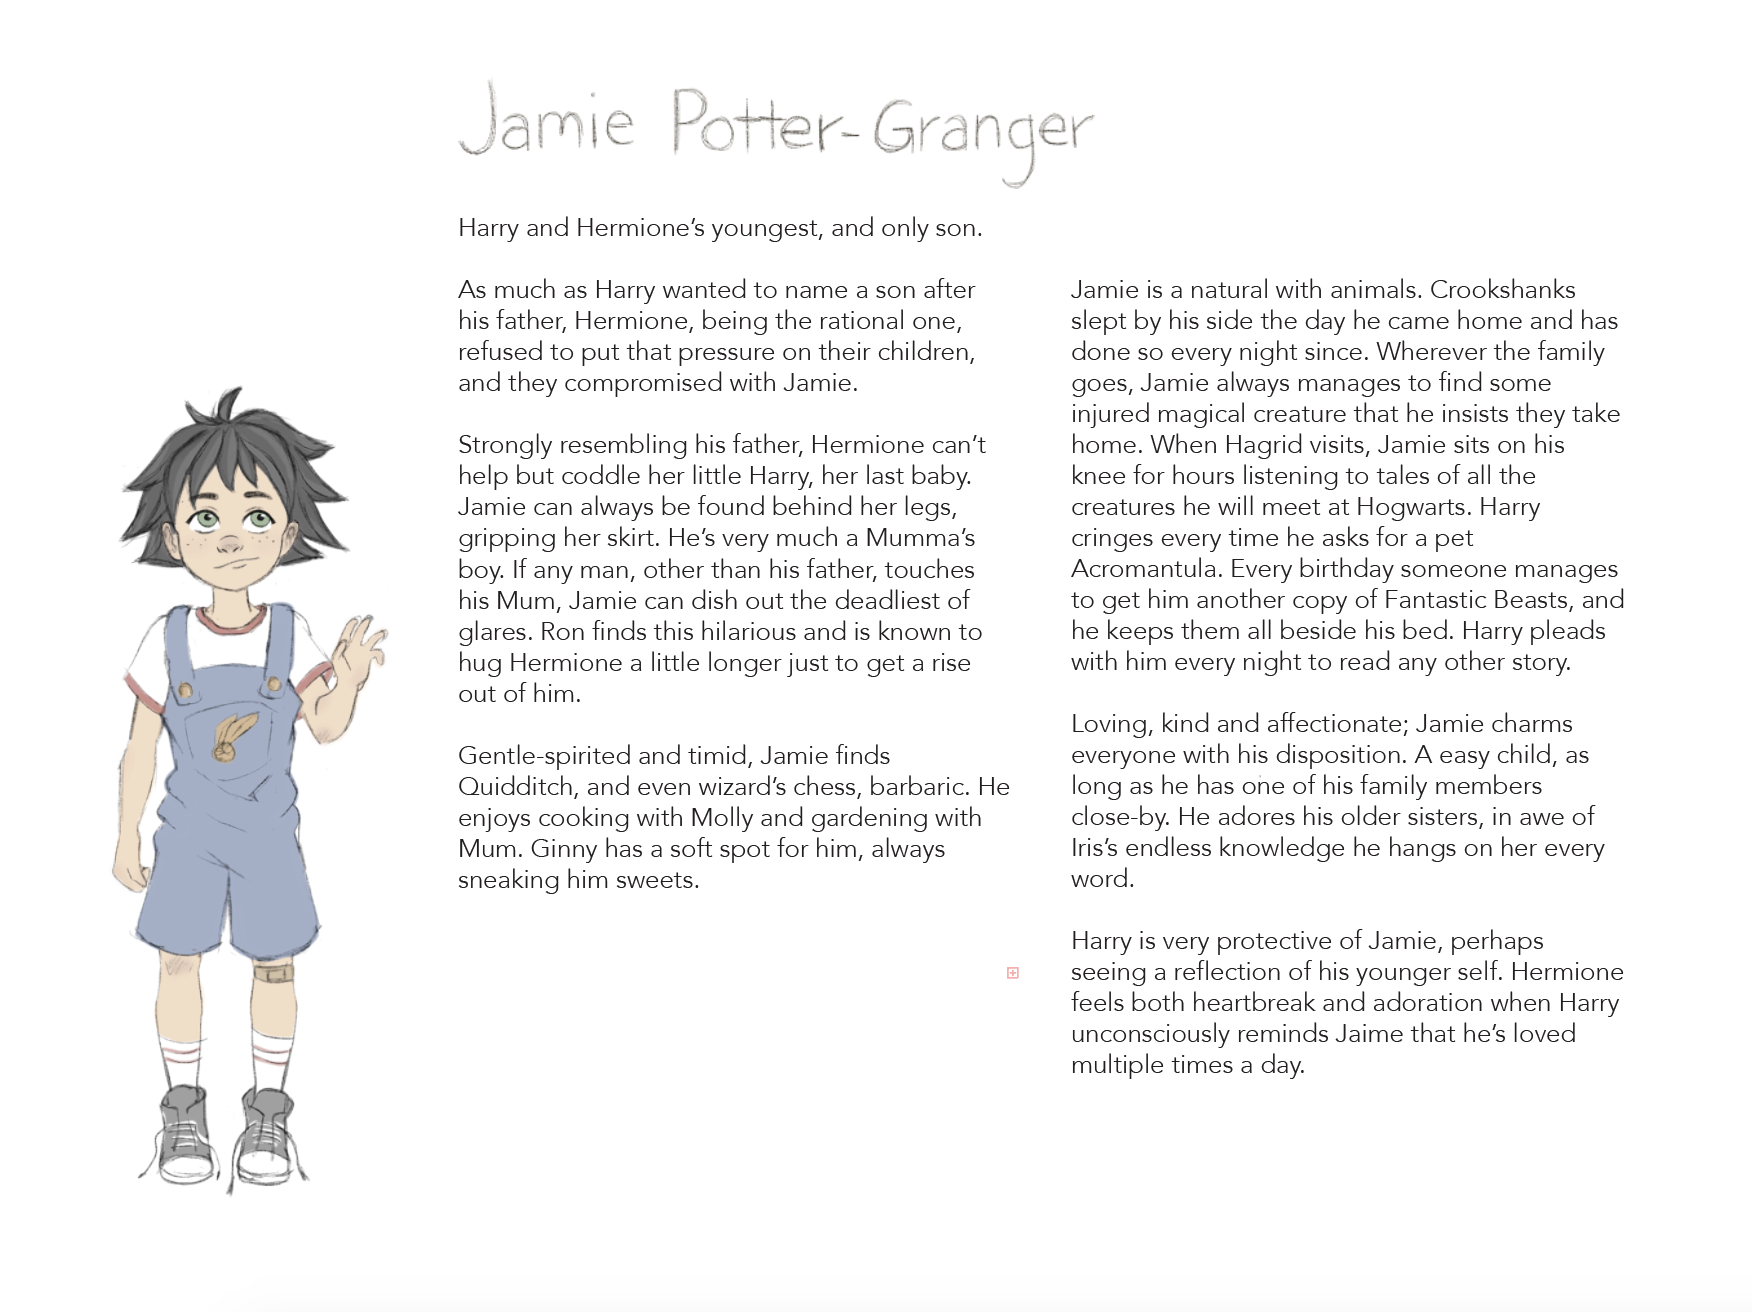 Jamie Potter-Granger
Harry and Hermione’s youngest, and only son.
As much as Harry wanted to name a son after
his father, Hermione, being the rational one,
refused to put that pressure on their children,
and they compromised with Jamie.
Strongly resembling his father, Hermione can’t
help but coddle her little Harry, her last baby.
Jamie can always be found behind her legs,
gripping her skirt. He’s very much a Mumma’s
boy. If any man, other than his father, touches
his Mum, Jamie can dish out the deadliest of
glares. Ron finds this hilarious and is known to
hug Hermione a little longer just to get a rise
out of him.
Gentle-spirited and timid, Jamie finds
Quidditch, and even wizard’s chess, barbaric. He
enjoys cooking with Molly and gardening with
Mum. Ginny has a soft spot for him, always
sneaking him sweets.
Jamie is a natural with animals. Crookshanks
slept by his side the day he came home and has
done so every night since. Wherever the family
goes, Jamie always manages to find some
injured magical creature that he insists they take
home. When Hagrid visits, Jamie sits on his
knee for hours listening to tales of all the
creatures he will meet at Hogwarts. Harry
cringes every time he asks for a pet
Acromantula. Every birthday someone manages
to get him another copy of Fantastic Beasts, and
he keeps them all beside his bed. Harry pleads
with him every night to read any other story.
Loving, kind and affectionate; Jamie charms
everyone with his disposition. A easy child, as
long as he has one of his family members
close-by. He adores his older sisters, in awe of
Iris’s endless knowledge he hangs on her every
word.
Harry is very protective of Jamie, perhaps
seeing a reflection of his younger self. Hermione
feels both heartbreak and adoration when Harry
unconsciously reminds Jaime that he’s loved
multiple times a day.